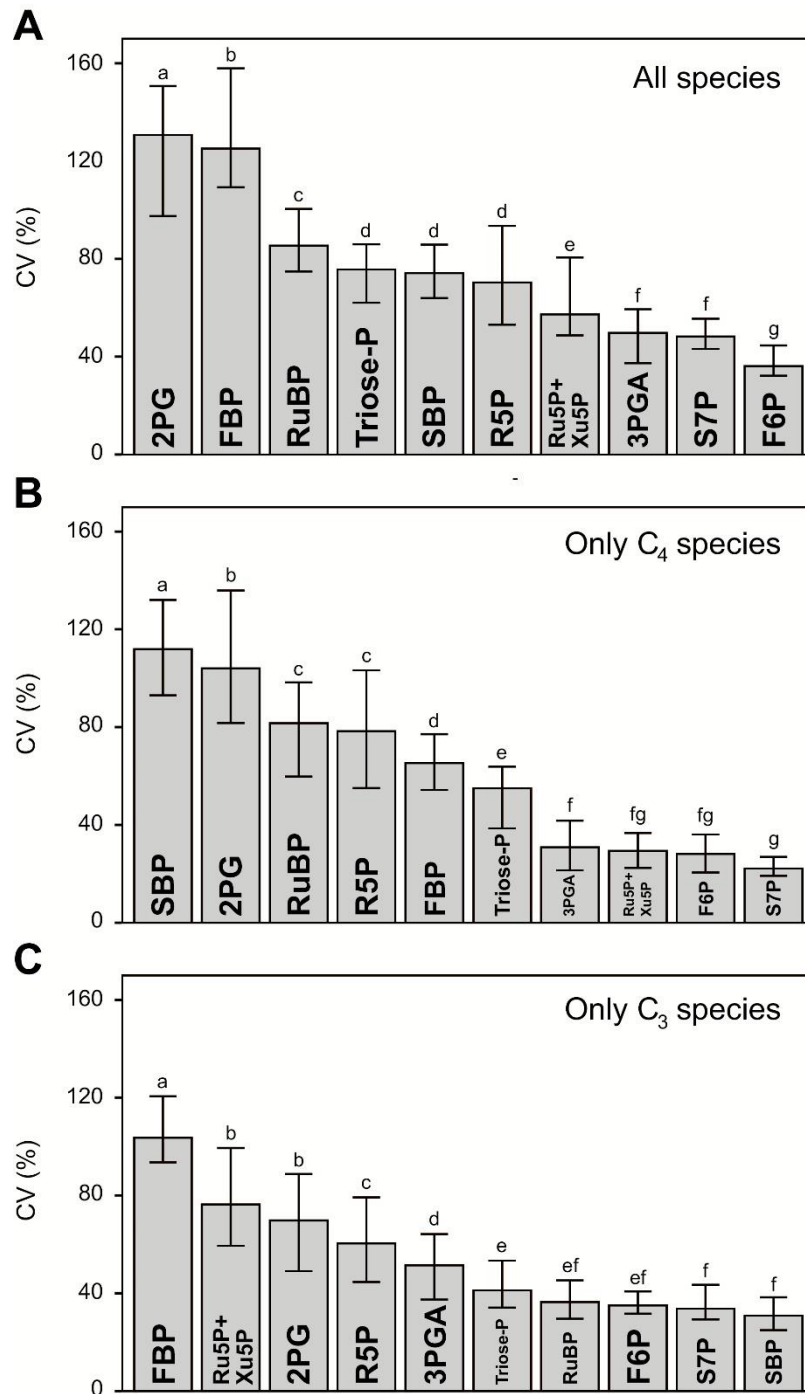 A
All species
CV (%)
160
120
80
40
0
a
b
c
d
d
d
e
f
f
g
2PG
FBP
RuBP
Triose-P
SBP
R5P
Ru5P+
Xu5P
3PGA
S7P
F6P
B
Only C₄ species
CV (%)
160
120
80
40
0
a
b
c
c
d
e
f
fg
fg
g
SBP
2PG
RuBP
R5P
FBP
Triose-P
3PGA
Ru5P+
Xu5P
F6P
S7P
C
Only C₃ species
CV (%)
160
120
80
40
0
a
b
b
c
d
e
ef
ef
f
f
FBP
Ru5P+
Xu5P
2PG
R5P
3PGA
Triose-P
RuBP
F6P
S7P
SBP